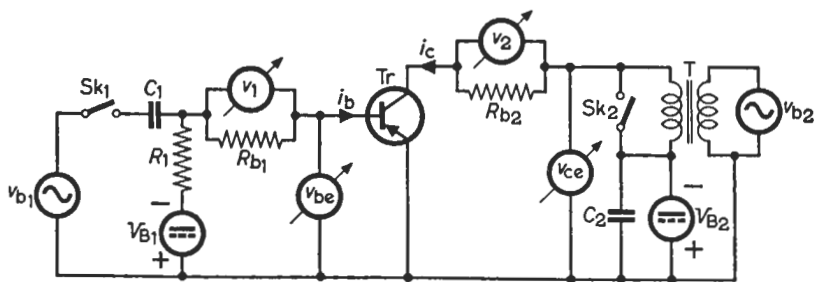 Sk1
C1
v1
Rb1
ib
Tr
ic
v2
Rb2
T
Sk2
vb2
R1
vb1
VB1
−
+
vbe
vce
C2
VB2
−
+